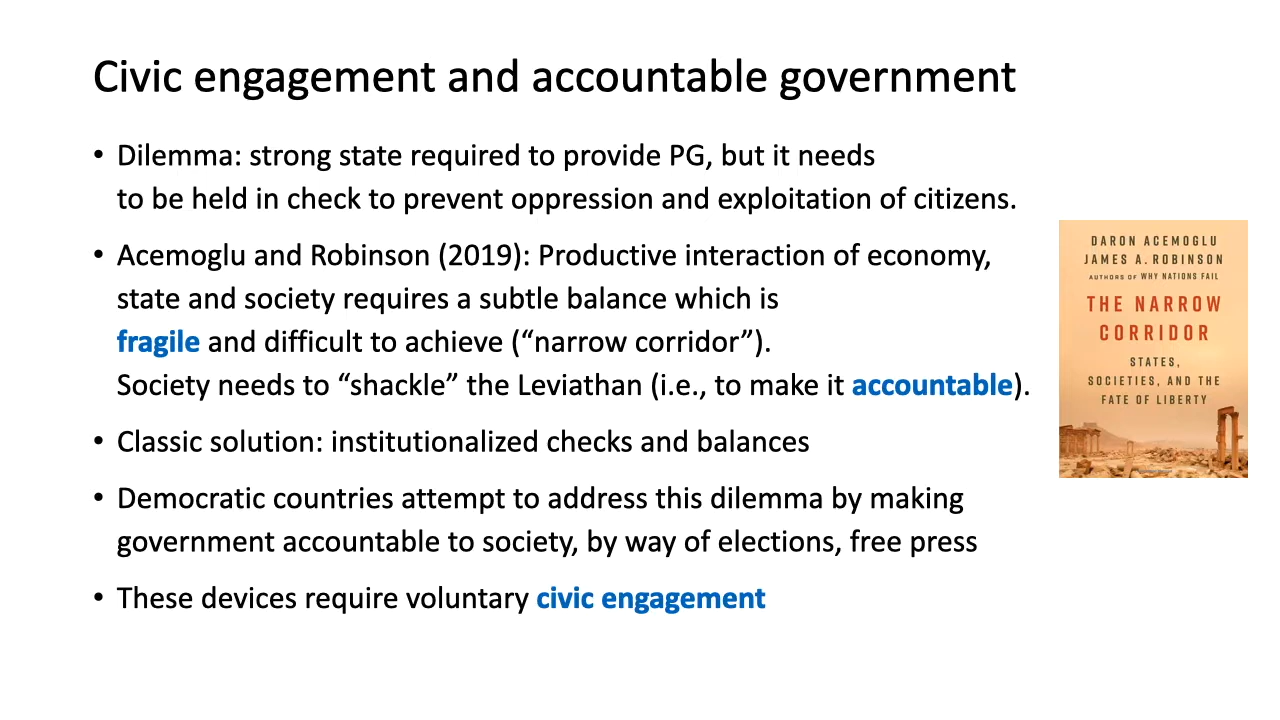 Civic engagement and accountable government
• Dilemma: strong state required to provide PG, but it needs
to be held in check to prevent oppression and exploitation of citizens.
• Acemoglu and Robinson (2019): Productive interaction of economy,
state and society requires a subtle balance which is
fragile and difficult to achieve (“narrow corridor”).
Society needs to “shackle” the Leviathan (i.e., to make it accountable).
• Classic solution: institutionalized checks and balances
• Democratic countries attempt to address this dilemma by making
government accountable to society, by way of elections, free press
• These devices require voluntary civic engagement
DARON ACEMOGLU
JAMES A. ROBINSON
AUTHORS OF WHY NATIONS FAIL
THE NARROW
CORRIDOR
STATES,
SOCIETIES, AND THE
FATE OF LIBERTY